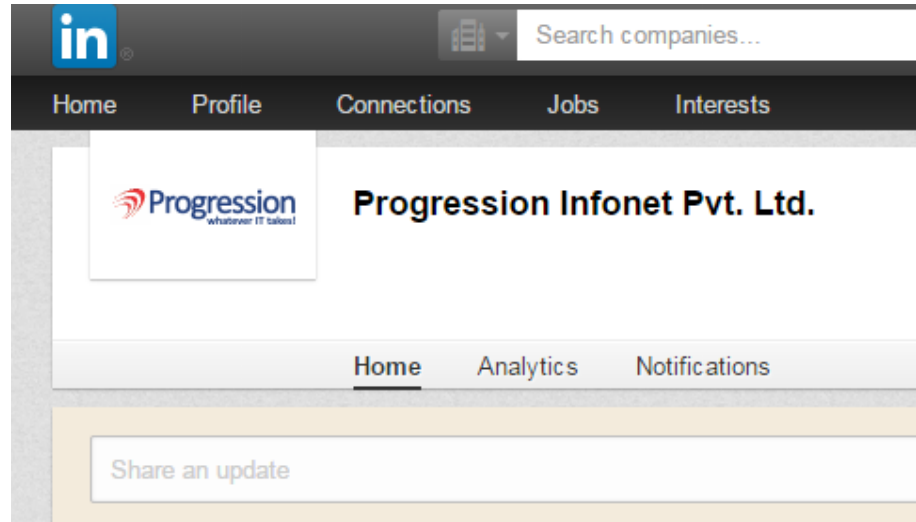 in ®
Search companies...
Home Profile Connections Jobs Interests
Progression
whatever IT takes!
Progression Infonet Pvt. Ltd.
Home Analytics Notifications
Share an update